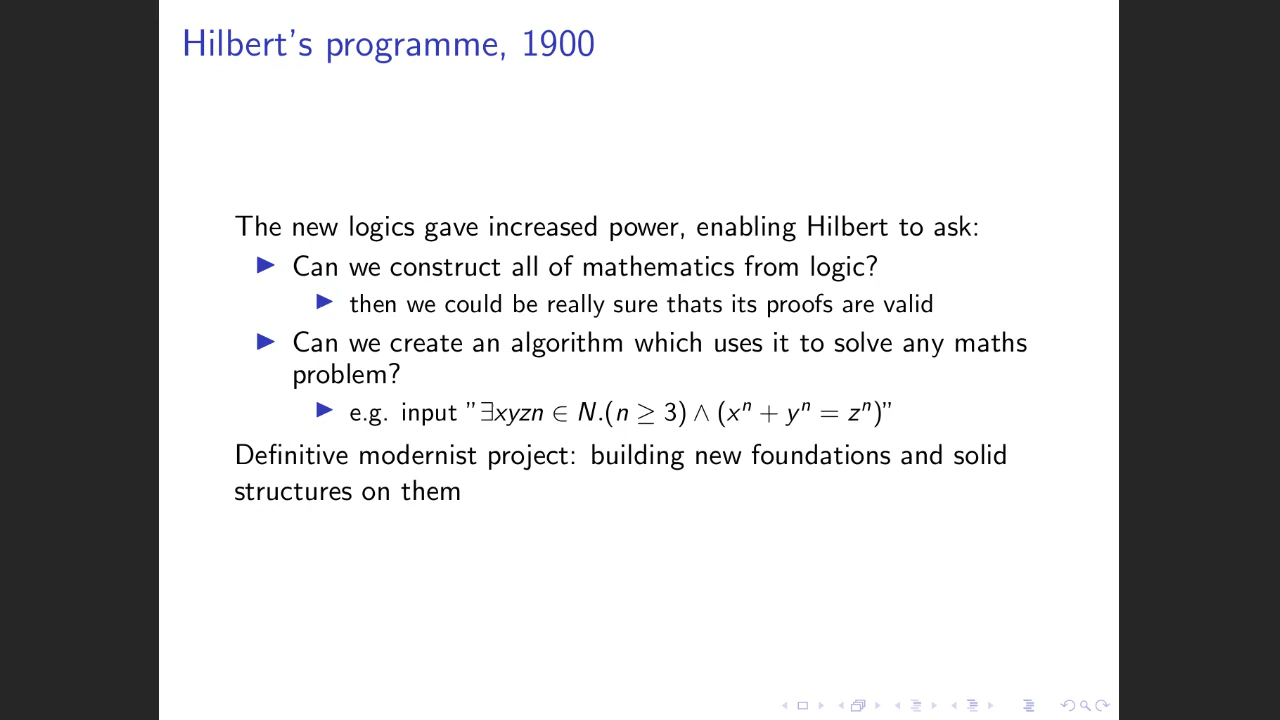 Hilbert's programme, 1900
The new logics gave increased power, enabling Hilbert to ask:
Can we construct all of mathematics from logic?
then we could be really sure thats its proofs are valid
Can we create an algorithm which uses it to solve any maths
problem?
e.g. input "∃xyzn ∈ N.(n ≥ 3) ∧ (xⁿ + yⁿ = zⁿ)"
Definitive modernist project: building new foundations and solid
structures on them